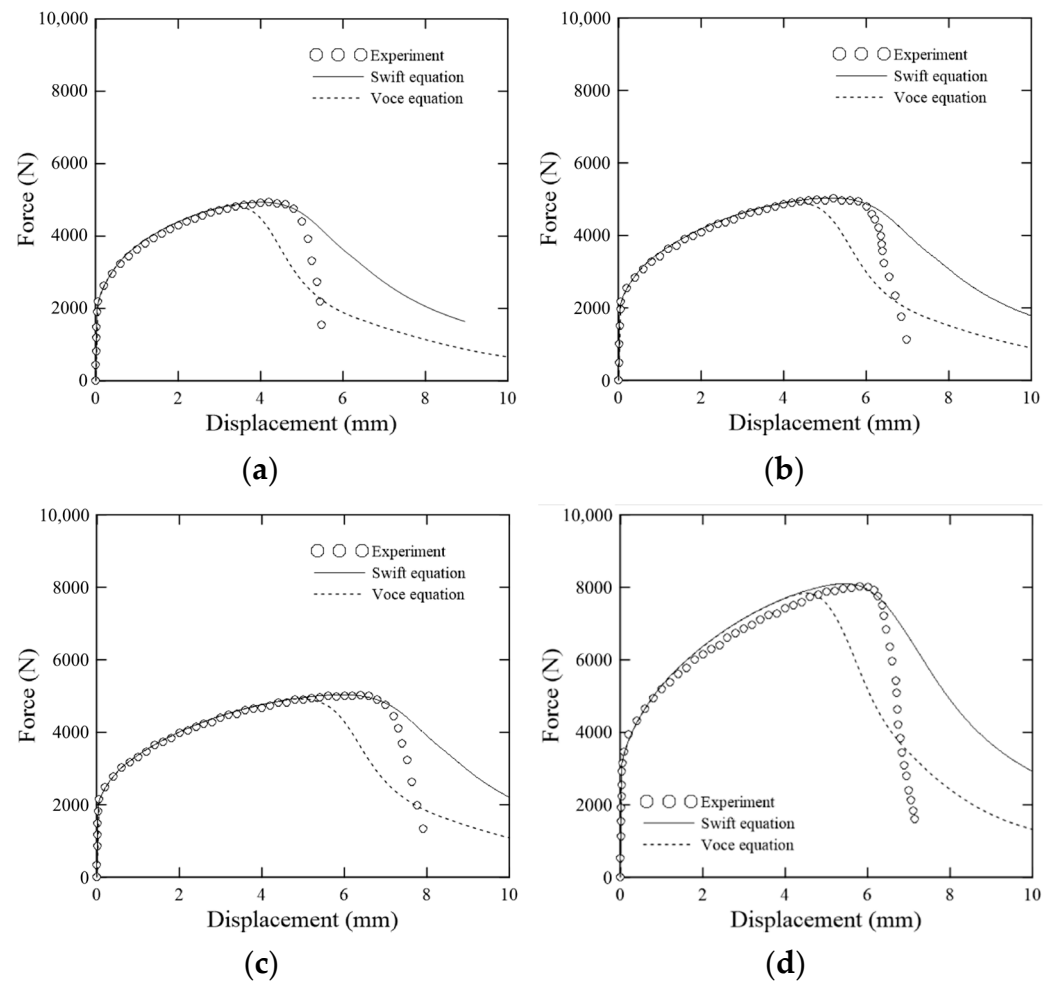 10,000
8000
6000
4000
2000
0
Force (N)
Experiment
Swift equation
Voce equation
0 2 4 6 8 10
Displacement (mm)
(a)
10,000
8000
6000
4000
2000
0
Force (N)
Experiment
Swift equation
Voce equation
0 2 4 6 8 10
Displacement (mm)
(b)
10,000
8000
6000
4000
2000
0
Force (N)
Experiment
Swift equation
Voce equation
0 2 4 6 8 10
Displacement (mm)
(c)
10,000
8000
6000
4000
2000
0
Force (N)
Experiment
Swift equation
Voce equation
0 2 4 6 8 10
Displacement (mm)
(d)